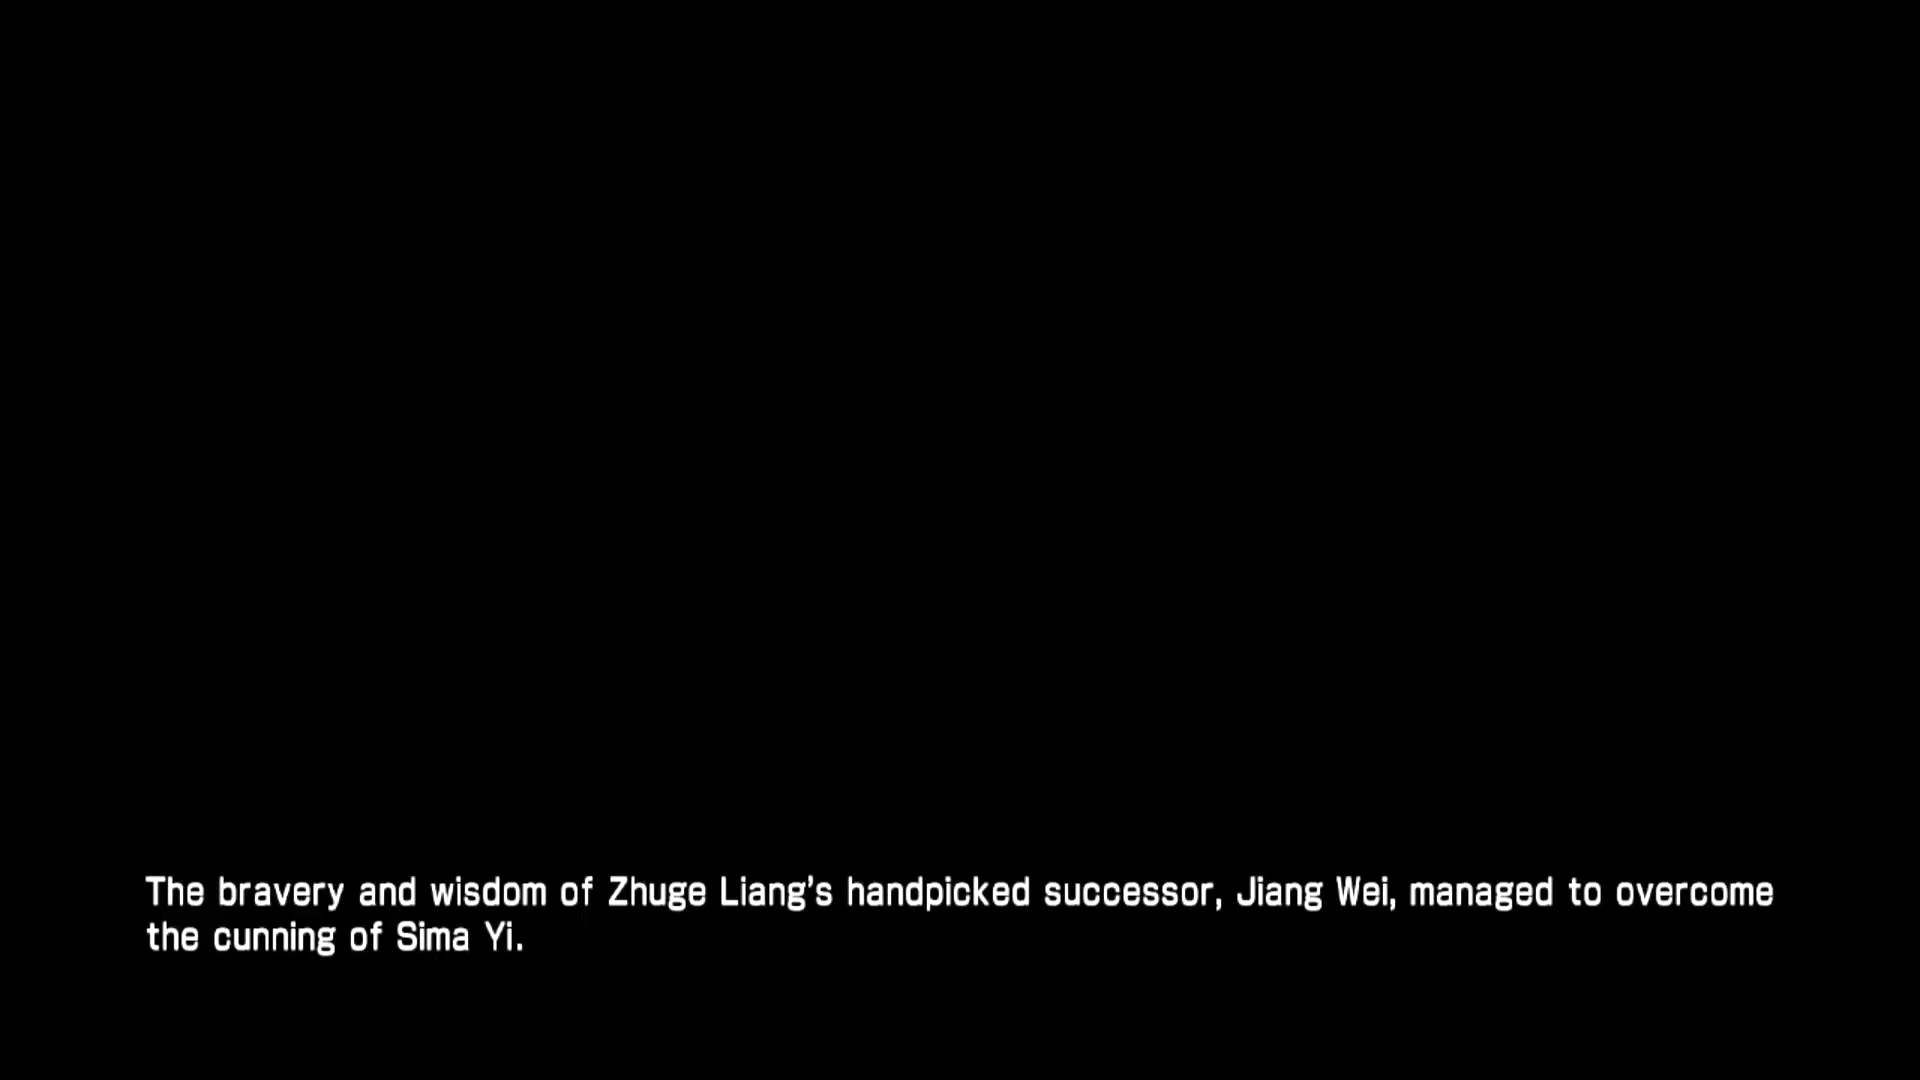 The bravery and wisdom of Zhuge Liang's handpicked successor, Jiang Wei, managed to overcome
the cunning of Sima Yi.